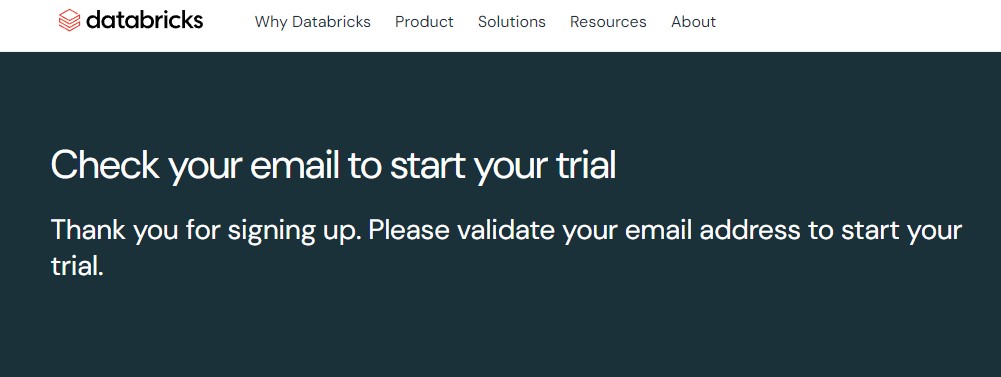 databricks Why Databricks Product Solutions Resources About
Check your email to start your trial
Thank you for signing up. Please validate your email address to start your
trial.